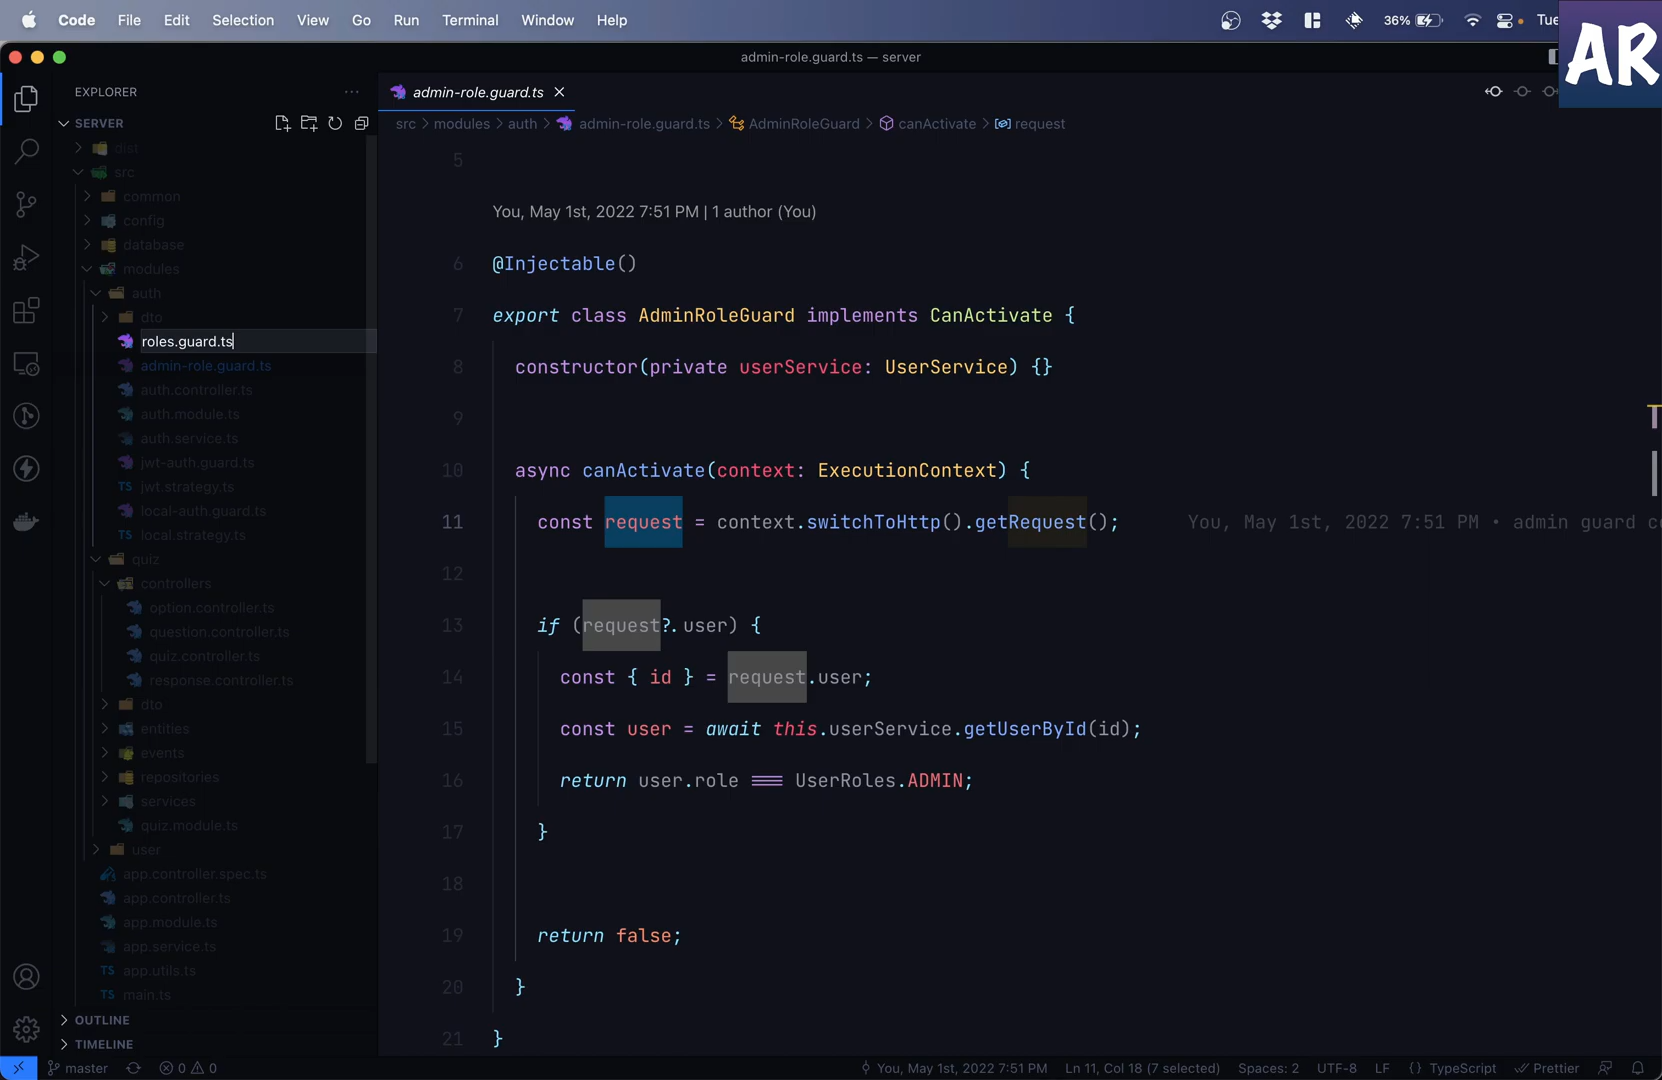 Code File Edit Selection View Go Run Terminal Window Help 36% Tue
AR
admin-role.guard.ts — server
EXPLORER
admin-role.guard.ts
SERVER
src > modules > auth > admin-role.guard.ts > AdminRoleGuard > canActivate > request
dist
src
common
config
database
modules
auth
dto
roles.guard.ts
admin-role.guard.ts
auth.controller.ts
auth.module.ts
auth.service.ts
jwt-auth.guard.ts
TS jwt.strategy.ts
local-auth.guard.ts
TS local.strategy.ts
quiz
controllers
option.controller.ts
question.controller.ts
quiz.controller.ts
response.controller.ts
dto
entities
events
repositories
services
quiz.module.ts
user
app.controller.spec.ts
app.controller.ts
app.module.ts
app.service.ts
TS app.utils.ts
TS main.ts
OUTLINE
TIMELINE
5
You, May 1st, 2022 7:51 PM | 1 author (You)
6 @Injectable()
7 export class AdminRoleGuard implements CanActivate {
8 constructor(private userService: UserService) {}
9
10 async canActivate(context: ExecutionContext) {
11 const request = context.switchToHttp().getRequest(); You, May 1st, 2022 7:51 PM • admin guard
12
13 if (request?.user) {
14 const { id } = request.user;
15 const user = await this.userService.getUserById(id);
16 return user.role === UserRoles.ADMIN;
17 }
18
19 return false;
20 }
21 }
master 0 0 You, May 1st, 2022 7:51 PM Ln 11, Col 18 (7 selected) Spaces: 2 UTF-8 LF {} TypeScript Prettier